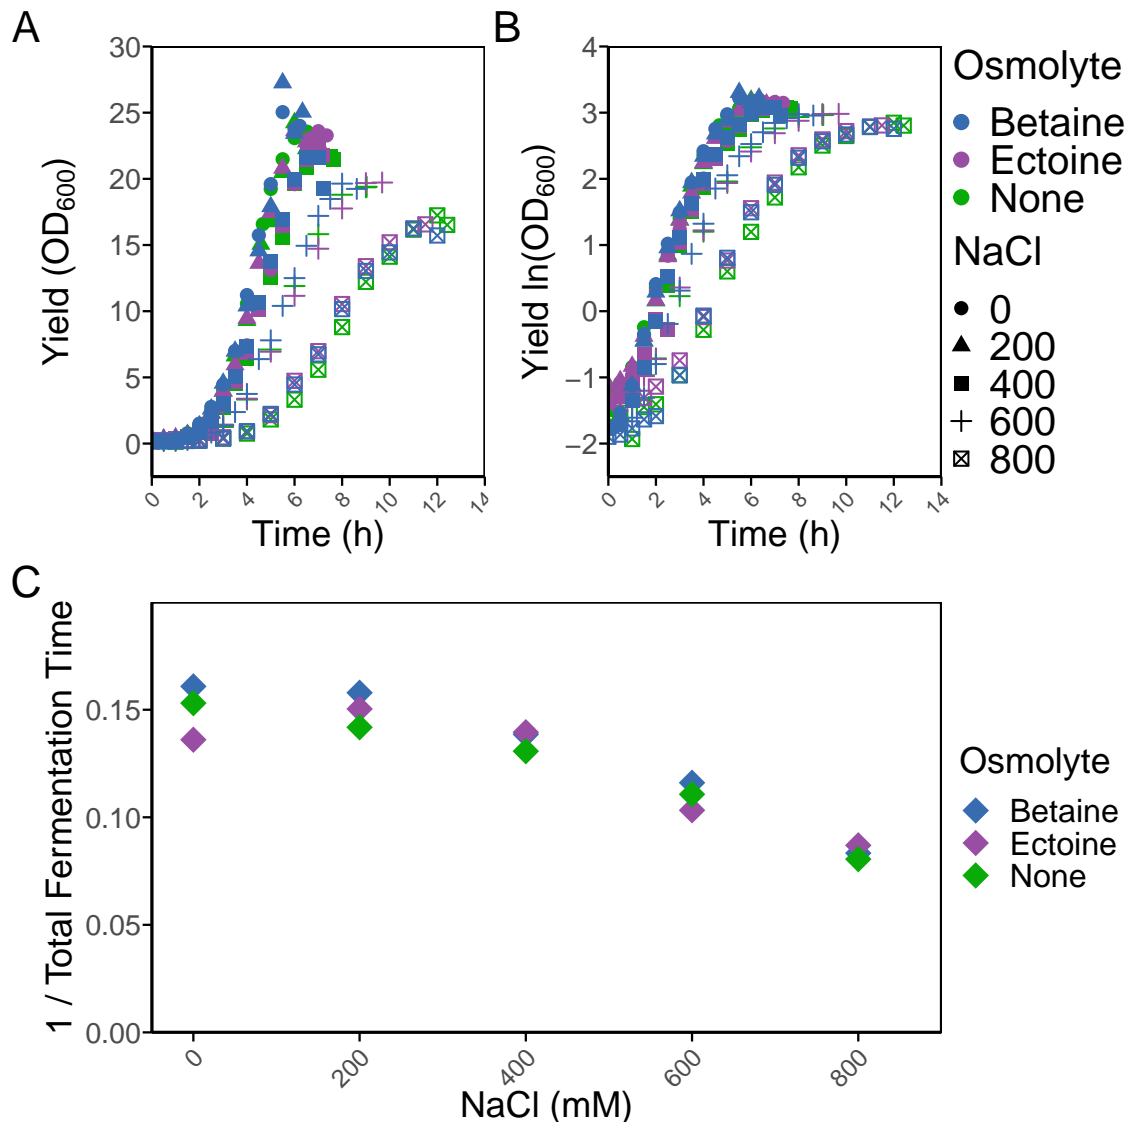 A
B
30
25
20
15
10
5
0
Yield (OD600)
0
2
4
6
8
10
12
14
Time (h)
4
3
2
1
0
−1
−2
Yield ln(OD600)
0
2
4
6
8
10
12
14
Time (h)
Osmolyte
Betaine
Ectoine
None
NaCl
0
200
400
600
800
C
1 / Total Fermentation Time
0.15
0.10
0.05
0.00
0
200
400
600
800
NaCl (mM)
Osmolyte
Betaine
Ectoine
None